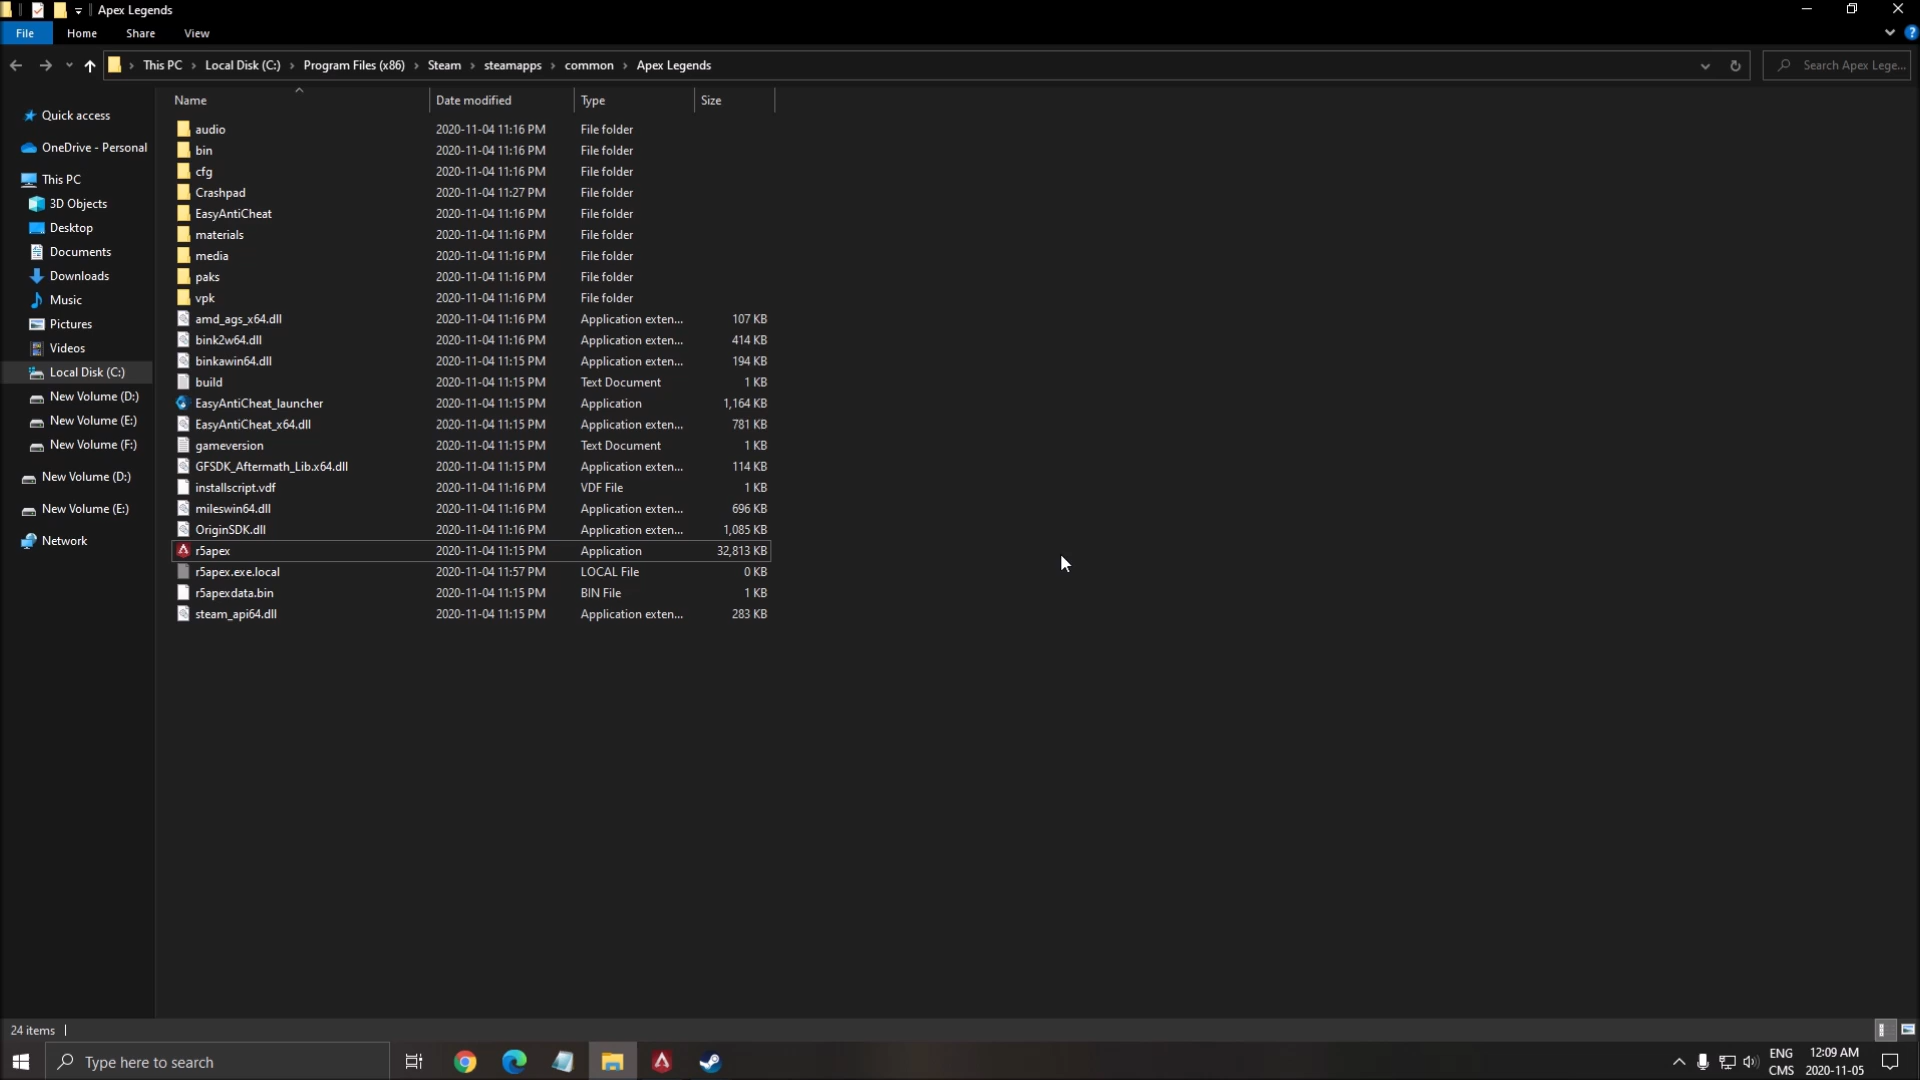 Apex Legends
File Home Share View
This PC Local Disk (C:) Program Files (x86) Steam steamapps common Apex Legends Search Apex Lege...
Name Date modified Type Size
Quick access
OneDrive - Personal
This PC
3D Objects
Desktop
Documents
Downloads
Music
Pictures
Videos
Local Disk (C:)
New Volume (D:)
New Volume (E:)
New Volume (F:)
New Volume (D:)
New Volume (E:)
Network
audio 2020-11-04 11:16 PM File folder
bin 2020-11-04 11:16 PM File folder
cfg 2020-11-04 11:16 PM File folder
Crashpad 2020-11-04 11:27 PM File folder
EasyAntiCheat 2020-11-04 11:16 PM File folder
materials 2020-11-04 11:16 PM File folder
media 2020-11-04 11:16 PM File folder
paks 2020-11-04 11:16 PM File folder
vpk 2020-11-04 11:16 PM File folder
amd_ags_x64.dll 2020-11-04 11:16 PM Application exten... 107 KB
bink2w64.dll 2020-11-04 11:16 PM Application exten... 414 KB
binkawin64.dll 2020-11-04 11:15 PM Application exten... 194 KB
build 2020-11-04 11:15 PM Text Document 1 KB
EasyAntiCheat_launcher 2020-11-04 11:15 PM Application 1,164 KB
EasyAntiCheat_x64.dll 2020-11-04 11:15 PM Application exten... 781 KB
gameversion 2020-11-04 11:15 PM Text Document 1 KB
GFSDK_Aftermath_Lib.x64.dll 2020-11-04 11:15 PM Application exten... 114 KB
installscript.vdf 2020-11-04 11:16 PM VDF File 1 KB
mileswin64.dll 2020-11-04 11:16 PM Application exten... 696 KB
OriginSDK.dll 2020-11-04 11:16 PM Application exten... 1,085 KB
r5apex 2020-11-04 11:15 PM Application 32,813 KB
r5apex.exe.local 2020-11-04 11:57 PM LOCAL File 0 KB
r5apexdata.bin 2020-11-04 11:15 PM BIN File 1 KB
steam_api64.dll 2020-11-04 11:15 PM Application exten... 283 KB
24 items
Type here to search
ENG 12:09 AM
CMS 2020-11-05